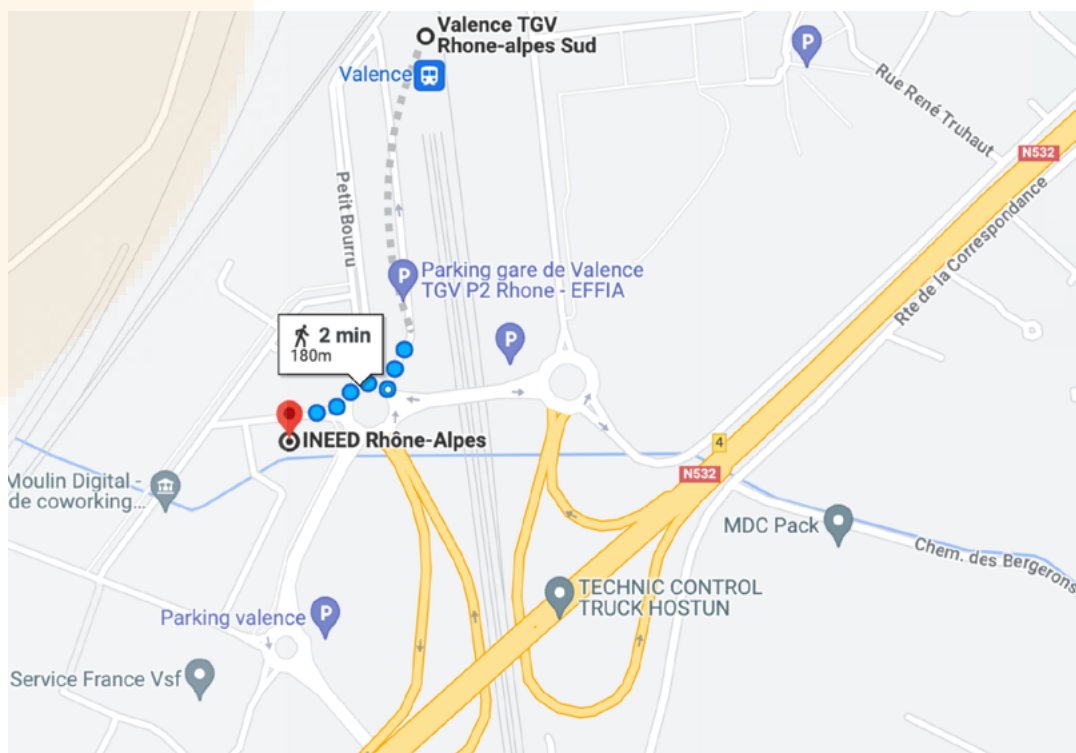 Valence TGV
Rhone-alpes Sud
Valence
P
Rue René Truhaut
N532
Petit Bourru
Rte de la Correspondance
P
Parking gare de Valence
TGV P2 Rhone - EFFIA
2 min
180m
P
INEED Rhône-Alpes
4
N532
Moulin Digital -
de coworking...
MDC Pack
Chem. des Bergerons
TECHNIC CONTROL
TRUCK HOSTUN
Parking valence
P
Service France Vsf